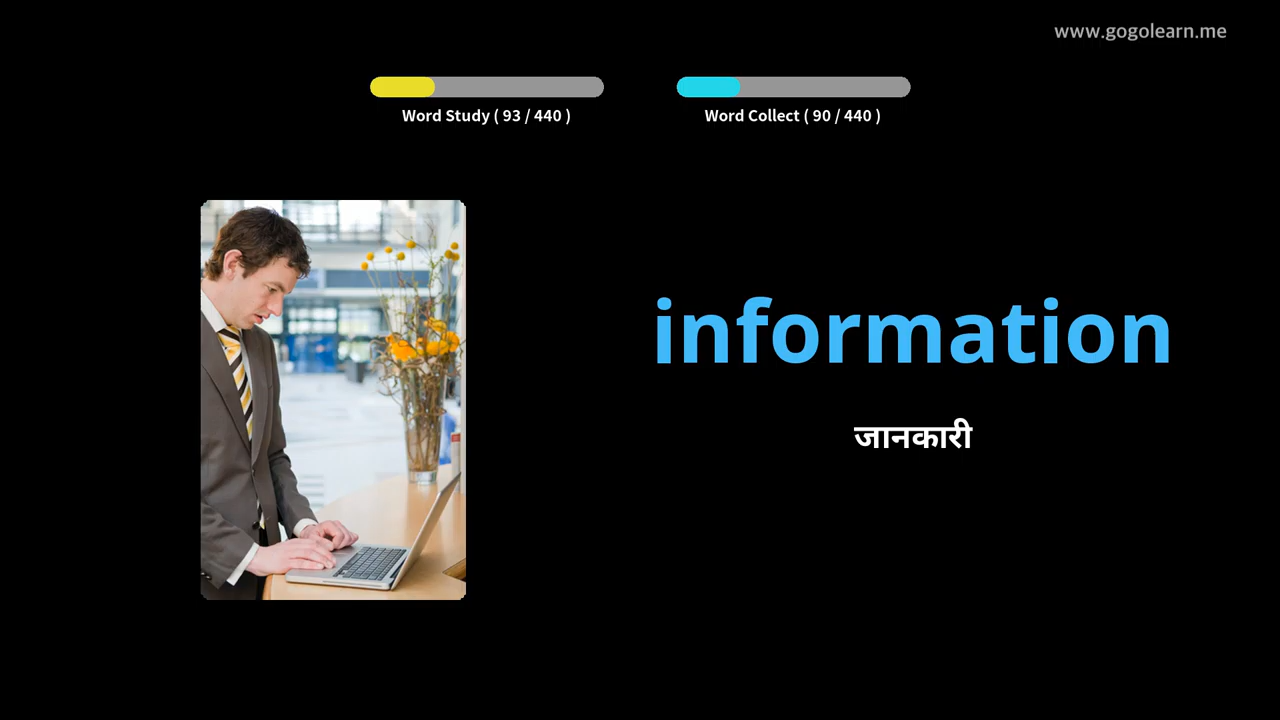 www.gogolearn.me
Word Study ( 93 / 440 )
Word Collect ( 90 / 440 )
information
जानकारी